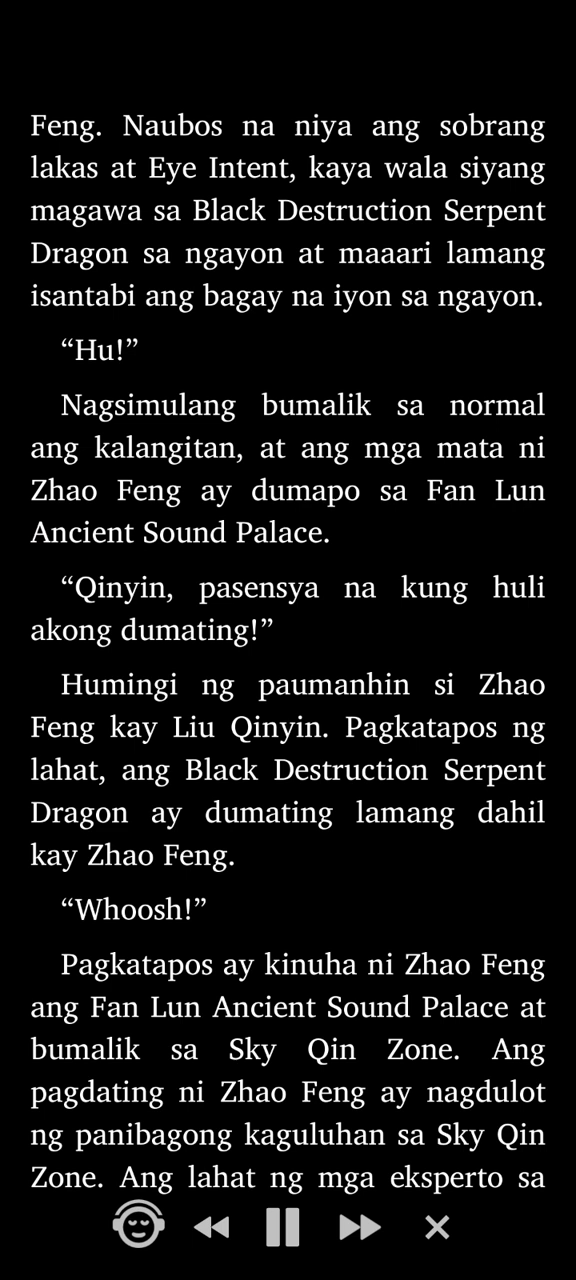 Feng. Naubos na niya ang sobrang
lakas at Eye Intent, kaya wala siyang
magawa sa Black Destruction Serpent
Dragon sa ngayon at maaari lamang
isantabi ang bagay na iyon sa ngayon.
“Hu!”
Nagsimulang bumalik sa normal
ang kalangitan, at ang mga mata ni
Zhao Feng ay dumapo sa Fan Lun
Ancient Sound Palace.
“Qinyin, pasensya na kung huli
akong dumating!”
Humingi ng paumanhin si Zhao
Feng kay Liu Qinyin. Pagkatapos ng
lahat, ang Black Destruction Serpent
Dragon ay dumating lamang dahil
kay Zhao Feng.
“Whoosh!”
Pagkatapos ay kinuha ni Zhao Feng
ang Fan Lun Ancient Sound Palace at
bumalik sa Sky Qin Zone. Ang
pagdating ni Zhao Feng ay nagdulot
ng panibagong kaguluhan sa Sky Qin
Zone. Ang lahat ng mga eksperto sa